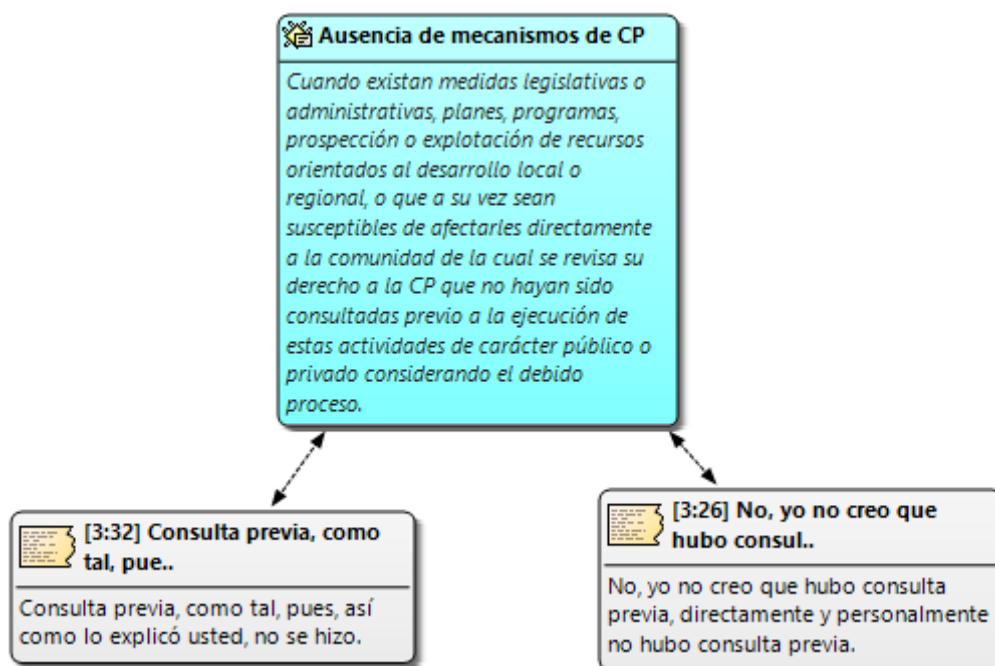 Ausencia de mecanismos de CP
Cuando existan medidas legislativas o
administrativas, planes, programas,
prospección o explotación de recursos
orientados al desarrollo local o
regional, o que a su vez sean
susceptibles de afectarles directamente
a la comunidad de la cual se revisa su
derecho a la CP que no hayan sido
consultadas previo a la ejecución de
estas actividades de carácter público o
privado considerando el debido
proceso.
[3:32] Consulta previa, como
tal, pue..
Consulta previa, como tal, pues, así
como lo explicó usted, no se hizo.
[3:26] No, yo no creo que
hubo consul..
No, yo no creo que hubo consulta
previa, directamente y personalmente
no hubo consulta previa.